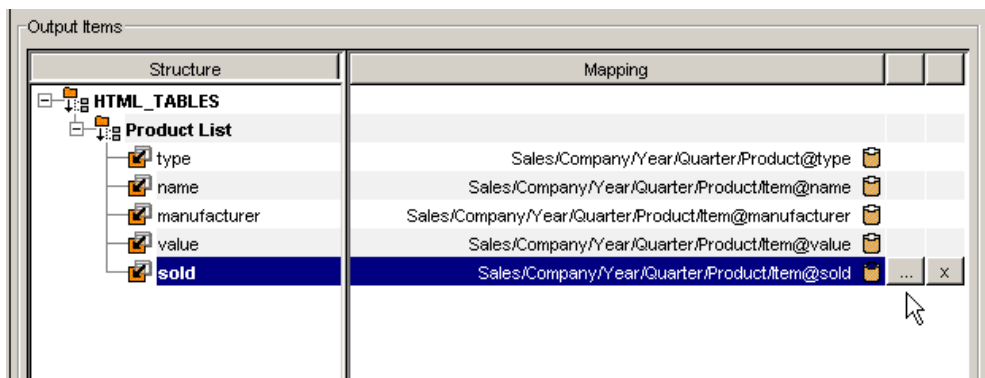 Output Items
Structure Mapping
HTML_TABLES
Product List
type Sales/Company/Year/Quarter/Product@type
name Sales/Company/Year/Quarter/Product/Item@name
manufacturer Sales/Company/Year/Quarter/Product/Item@manufacturer
value Sales/Company/Year/Quarter/Product/Item@value
sold Sales/Company/Year/Quarter/Product/Item@sold ... x